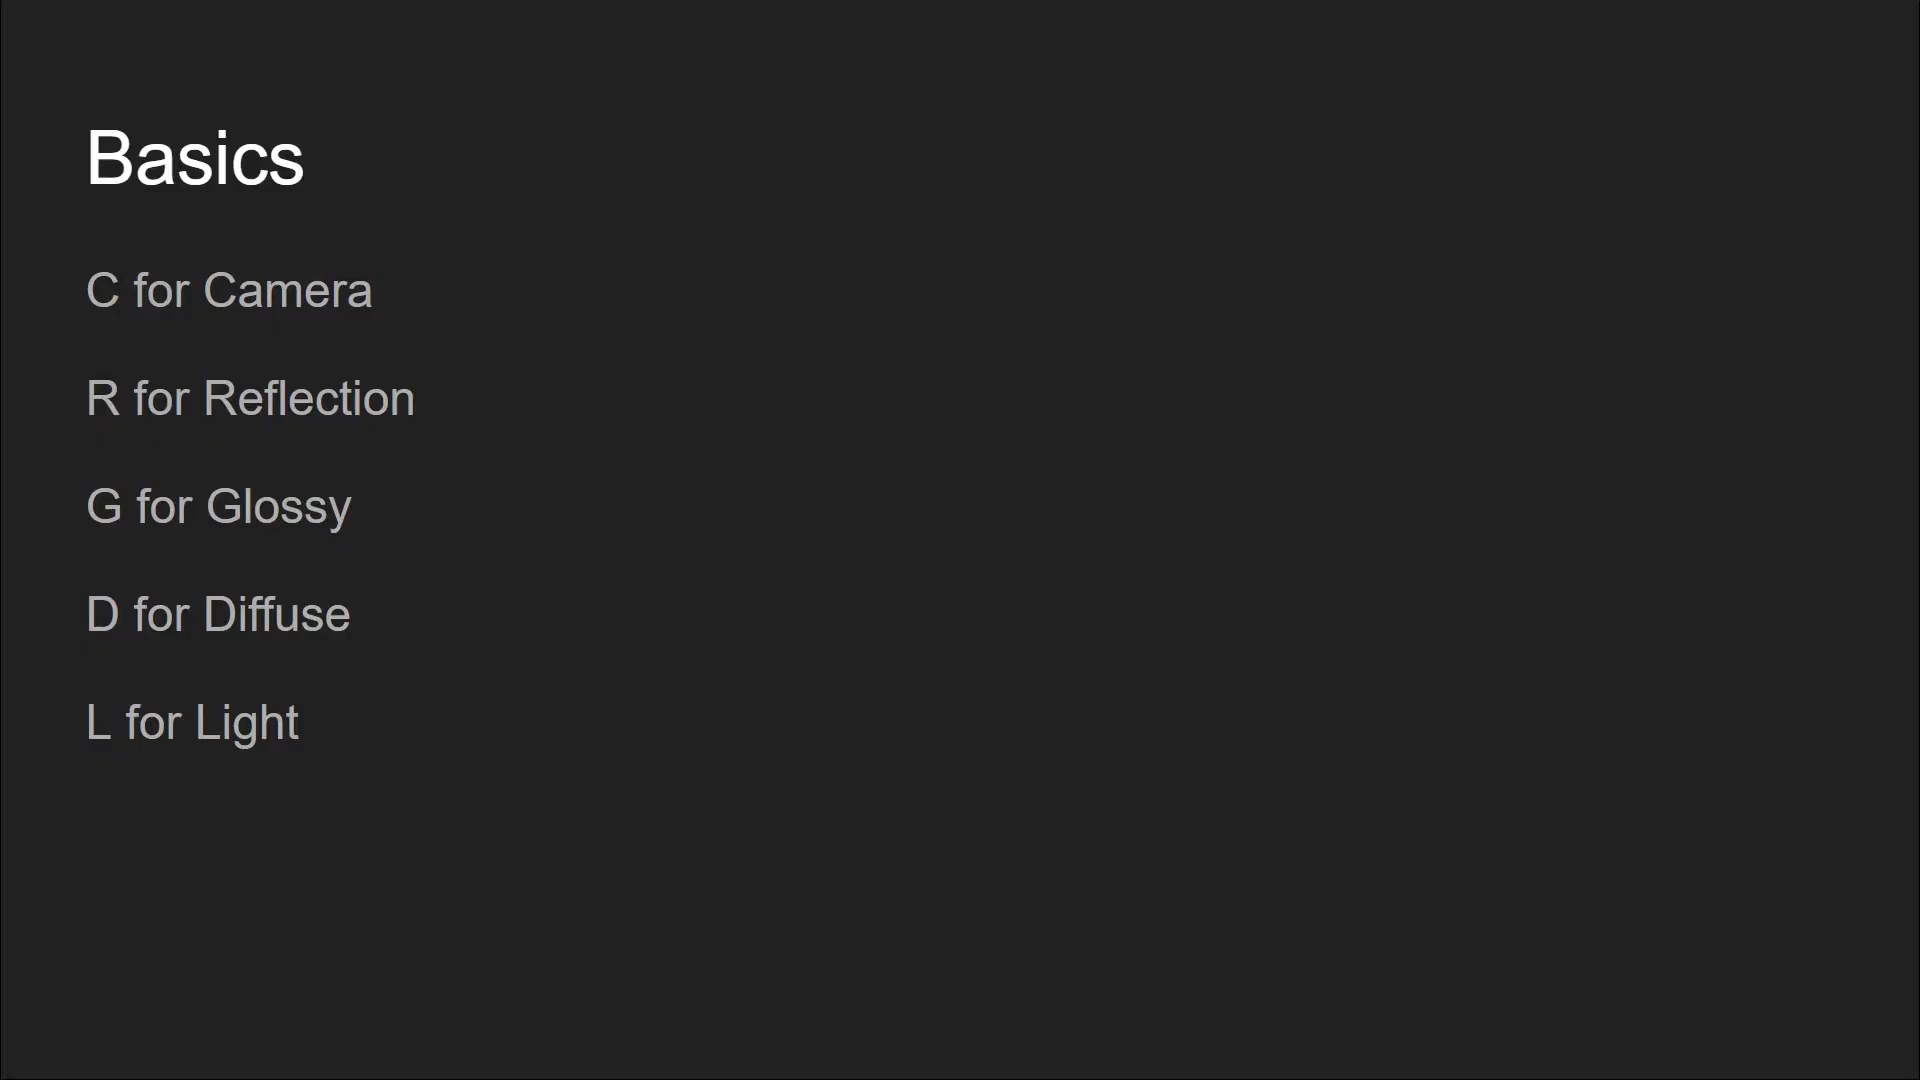 Basics
C for Camera
R for Reflection
G for Glossy
D for Diffuse
L for Light